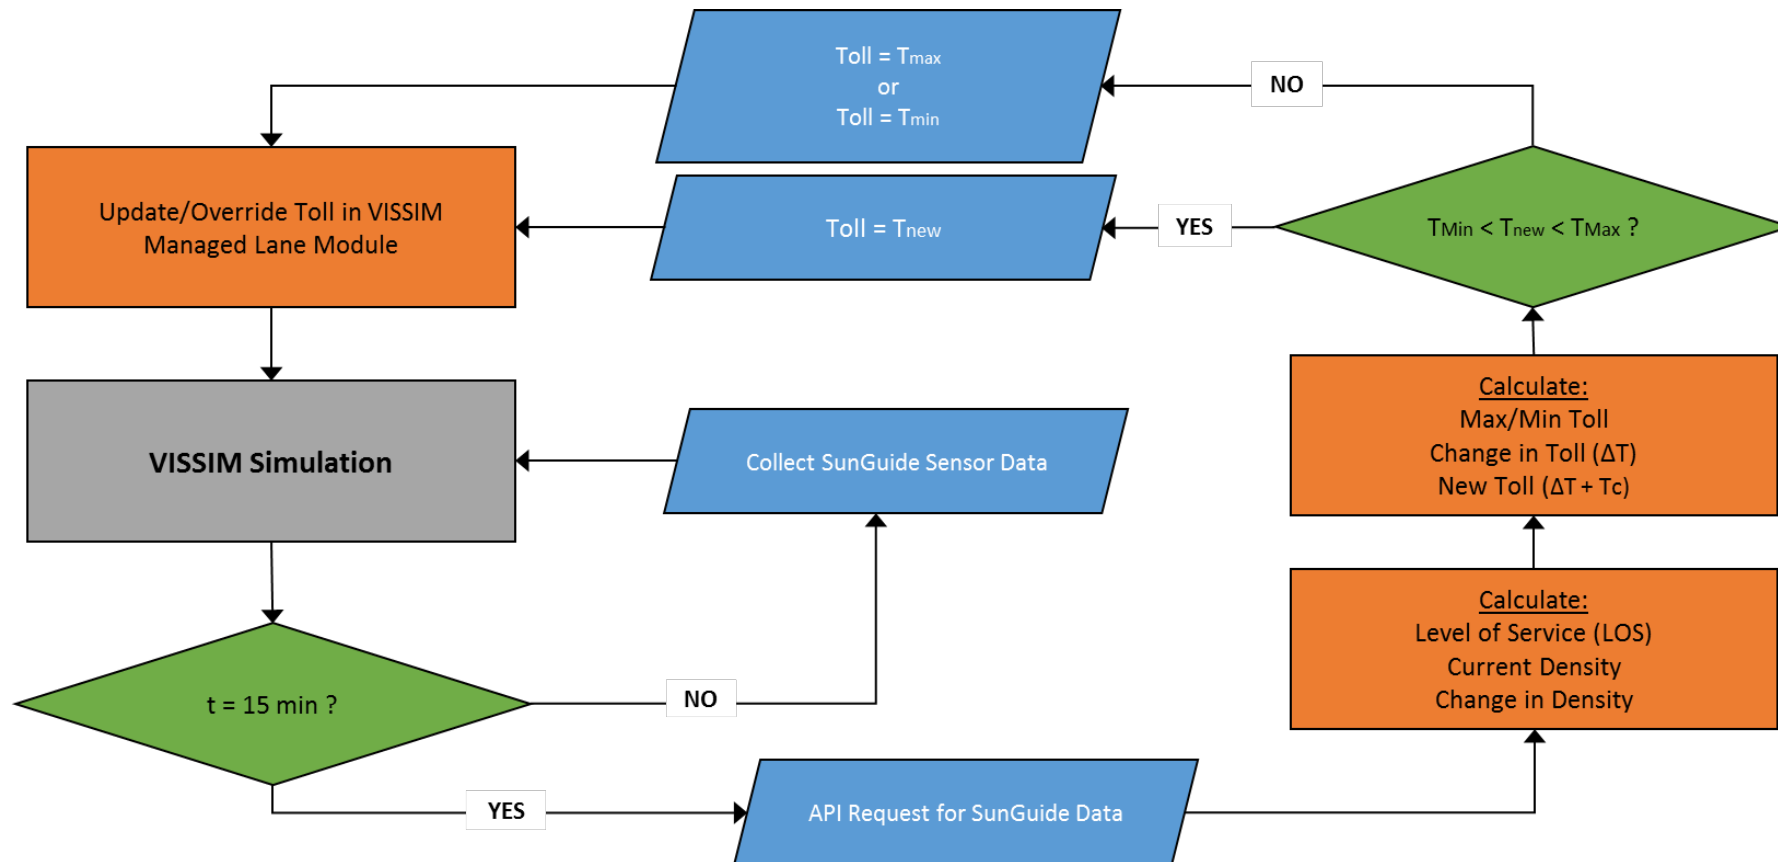 Toll = Tmax
or
Toll = Tmin
NO
Update/Override Toll in VISSIM
Managed Lane Module
Toll = Tnew
YES
TMin < Tnew < TMax ?
VISSIM Simulation
Collect SunGuide Sensor Data
Calculate:
Max/Min Toll
Change in Toll (ΔT)
New Toll (ΔT + Tc)
t = 15 min ?
NO
Calculate:
Level of Service (LOS)
Current Density
Change in Density
YES
API Request for SunGuide Data